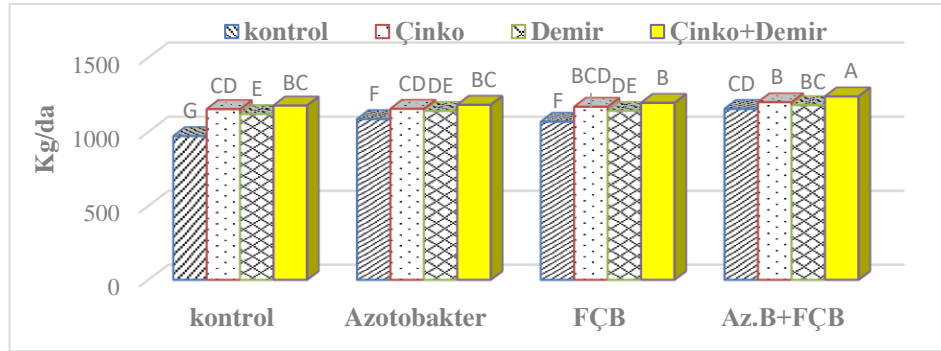 kontrol Çinko Demir Çinko+Demir
1500
1000
500
0
Kg/da
G CD E BC
F CD DE BC
F BCD DE B
CD B BC A
kontrol Azotobakter FÇB Az.B+FÇB